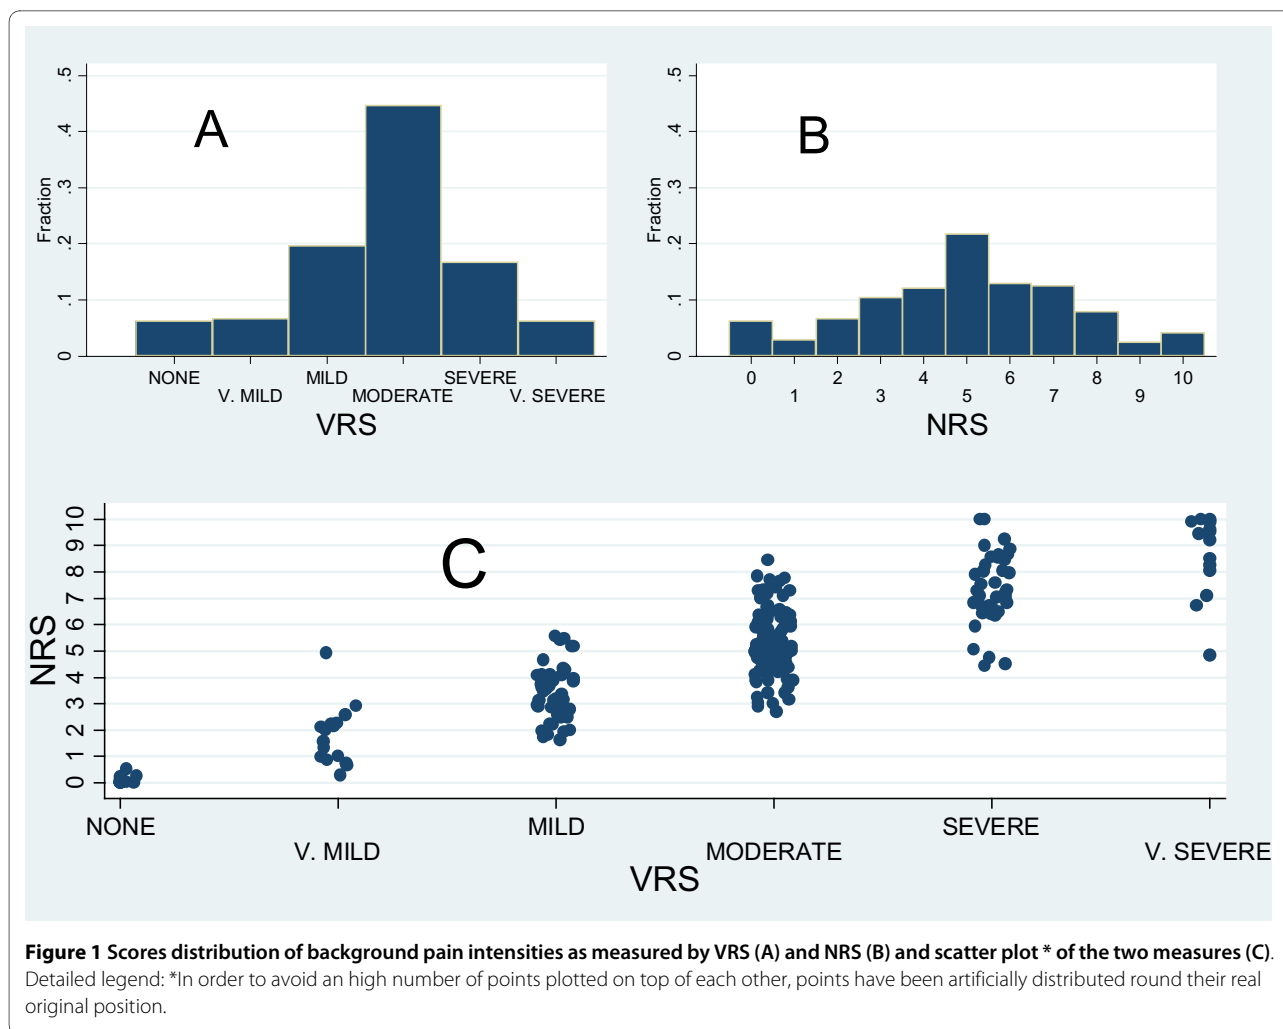 A
.5
.4
.3
.2
.1
0
Fraction
NONE
V. MILD
MILD
MODERATE
SEVERE
V. SEVERE
VRS
B
.5
.4
.3
.2
.1
0
Fraction
0 1 2 3 4 5 6 7 8 9 10
NRS
C
10
9
8
7
6
5
4
3
2
1
0
NRS
NONE
V. MILD
MILD
MODERATE
SEVERE
V. SEVERE
VRS
Figure 1 Scores distribution of background pain intensities as measured by VRS (A) and NRS (B) and scatter plot * of the two measures (C).
Detailed legend: *In order to avoid an high number of points plotted on top of each other, points have been artificially distributed round their real
original position.